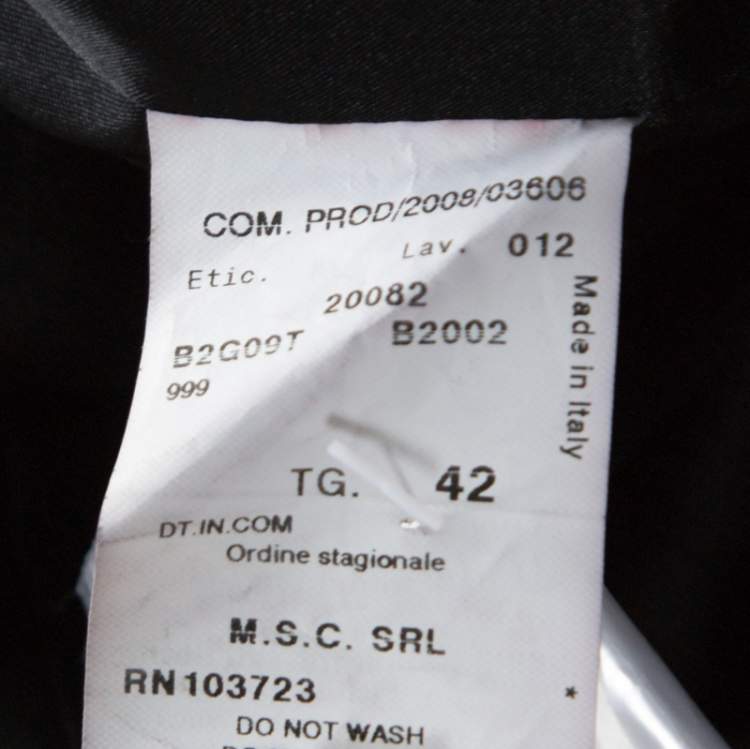 COM. PROD/2008/03606
Lav. 012
Etic.
20082
B2G09T B2002
999
Made in Italy
TG. 42
DT.IN.COM
Ordine stagionale
M.S.C. SRL
RN103723 *
DO NOT WASH